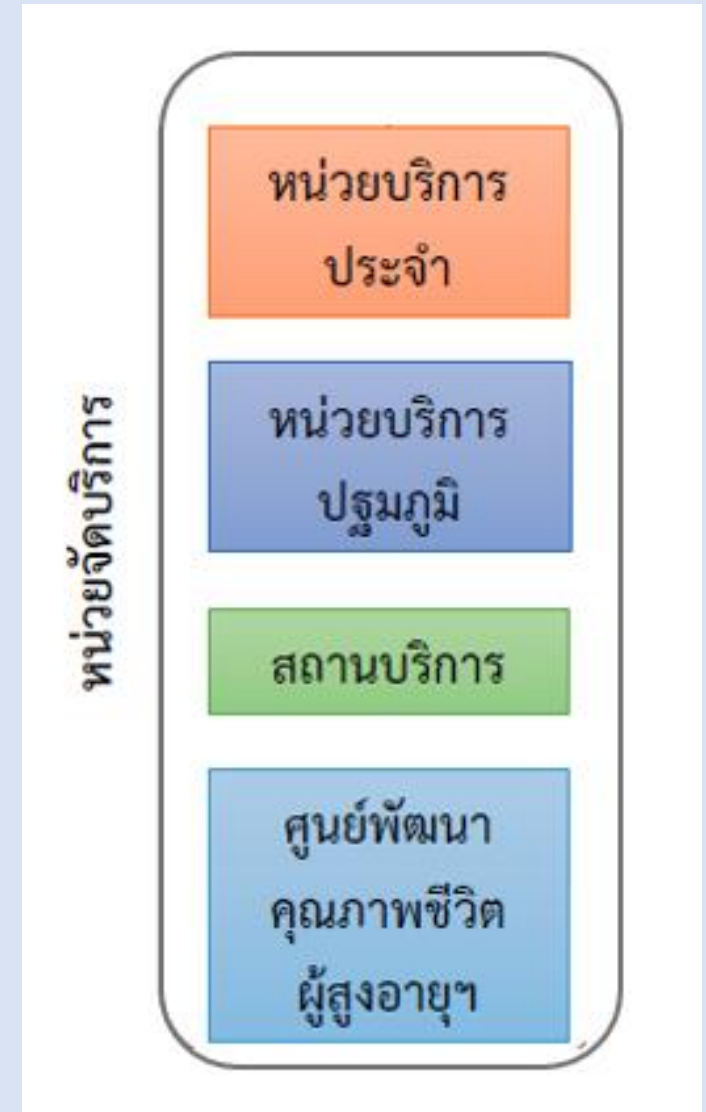 หน่วยจัดบริการ
หน่วยบริการ
ประจำ
หน่วยบริการ
ปฐมภูมิ
สถานบริการ
ศูนย์พัฒนา
คุณภาพชีวิต
ผู้สูงอายุฯ